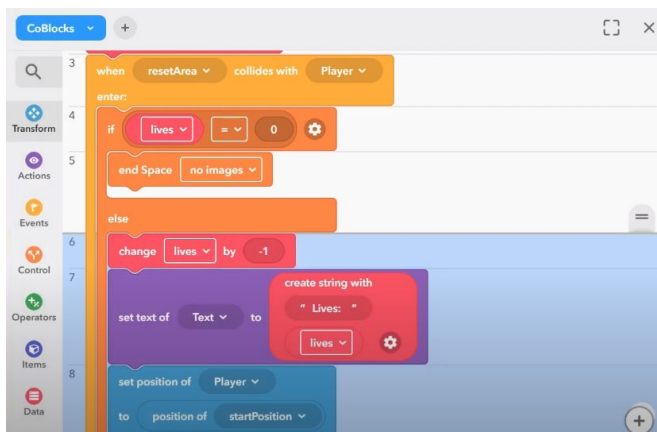 CoBlocks
Transform
Actions
Events
Control
Operators
Items
Data
3
when resetArea collides with Player
enter:
4
if lives = 0
5
end Space no images
else
6
change lives by -1
7
create string with
" Lives: "
set text of Text to
lives
8
set position of Player
to position of startPosition